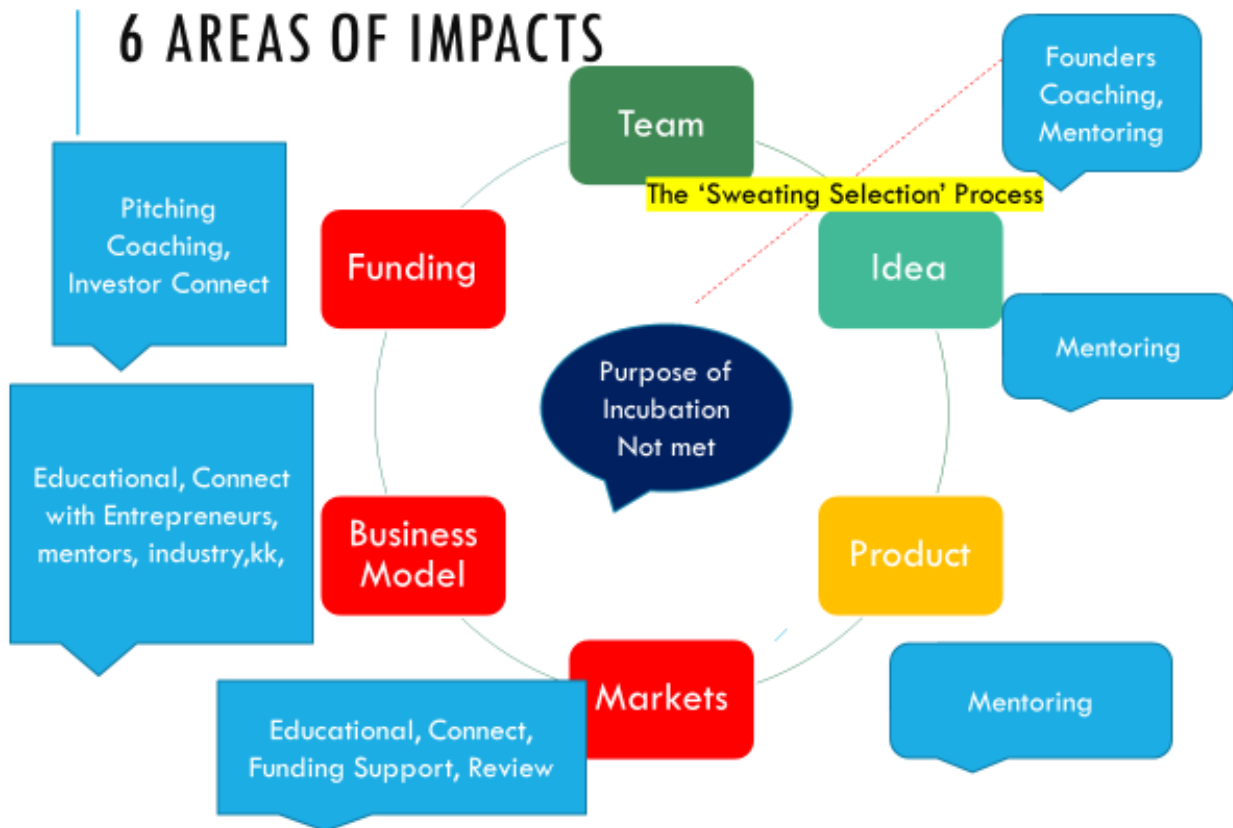 6 AREAS OF IMPACTS
Team
Founders
Coaching,
Mentoring
The ‘Sweating Selection’ Process
Pitching
Coaching,
Investor Connect
Funding
Idea
Mentoring
Purpose of
Incubation
Not met
Educational, Connect
with Entrepreneurs,
mentors, industry,kk,
Business
Model
Product
Markets
Mentoring
Educational, Connect,
Funding Support, Review